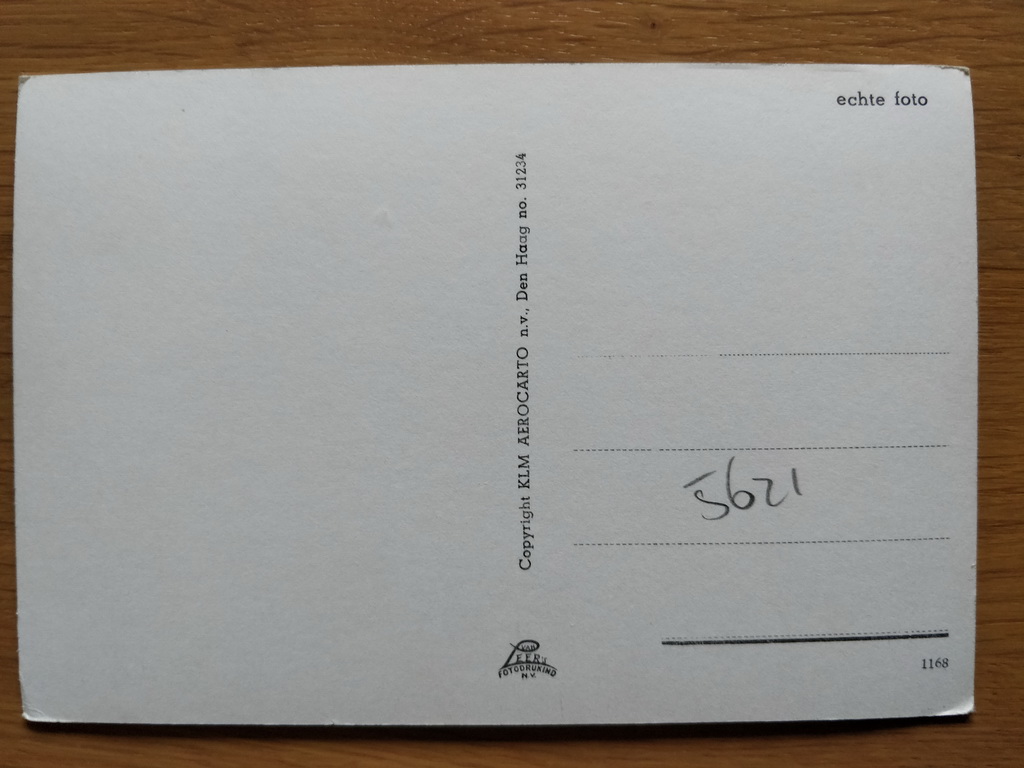 echte foto
Copyright KLM AEROCARTO n.v., Den Haag no. 31234
5621
VAN
LEER'S
FOTODRUKIND
N.V.
1168